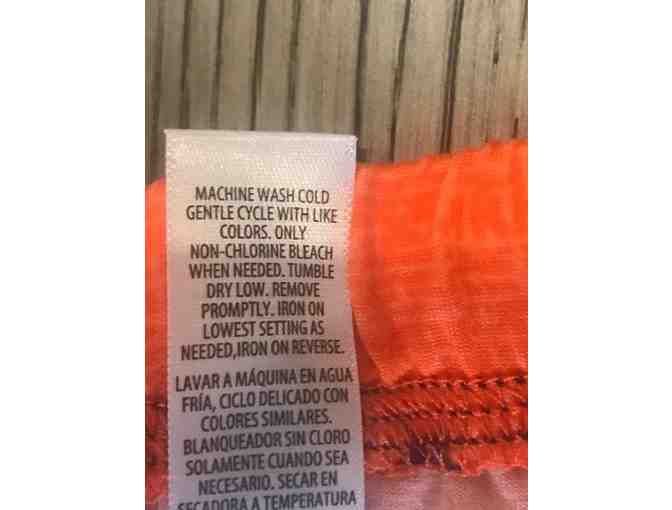 MACHINE WASH COLD
GENTLE CYCLE WITH LIKE
COLORS. ONLY
NON-CHLORINE BLEACH
WHEN NEEDED. TUMBLE
DRY LOW. REMOVE
PROMPTLY. IRON ON
LOWEST SETTING AS
NEEDED,IRON ON REVERSE.
LAVAR A MÁQUINA EN AGUA
FRÍA, CICLO DELICADO CON
COLORES SIMILARES.
BLANQUEADOR SIN CLORO
SOLAMENTE CUANDO SEA
NECESARIO. SECAR EN
SECADORA A TEMPERATURA